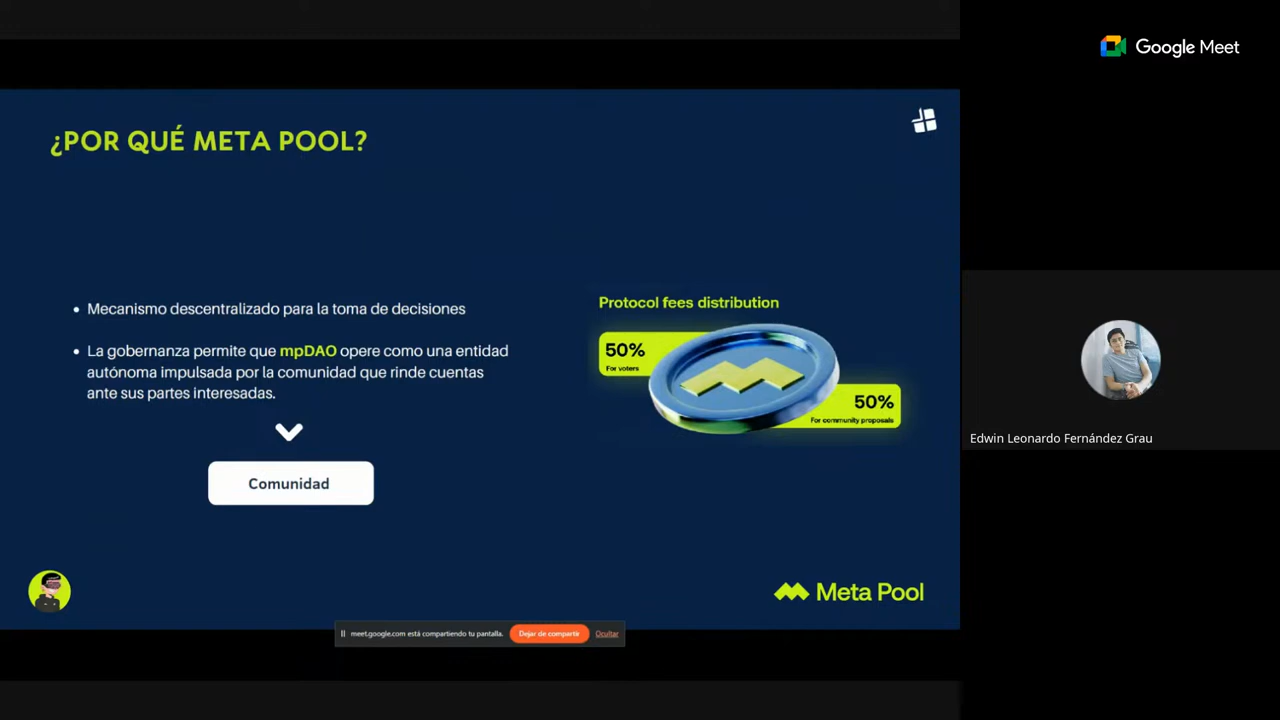 Google Meet
¿POR QUÉ META POOL?
Mecanismo descentralizado para la toma de decisiones
La gobernanza permite que mpDAO opere como una entidad
autónoma impulsada por la comunidad que rinde cuentas
ante sus partes interesadas.
Comunidad
Protocol fees distribution
50%
For voters
50%
For community proposals
Meta Pool
Edwin Leonardo Fernández Grau
meet.google.com está compartiendo tu pantalla.
Dejar de compartir
Ocultar